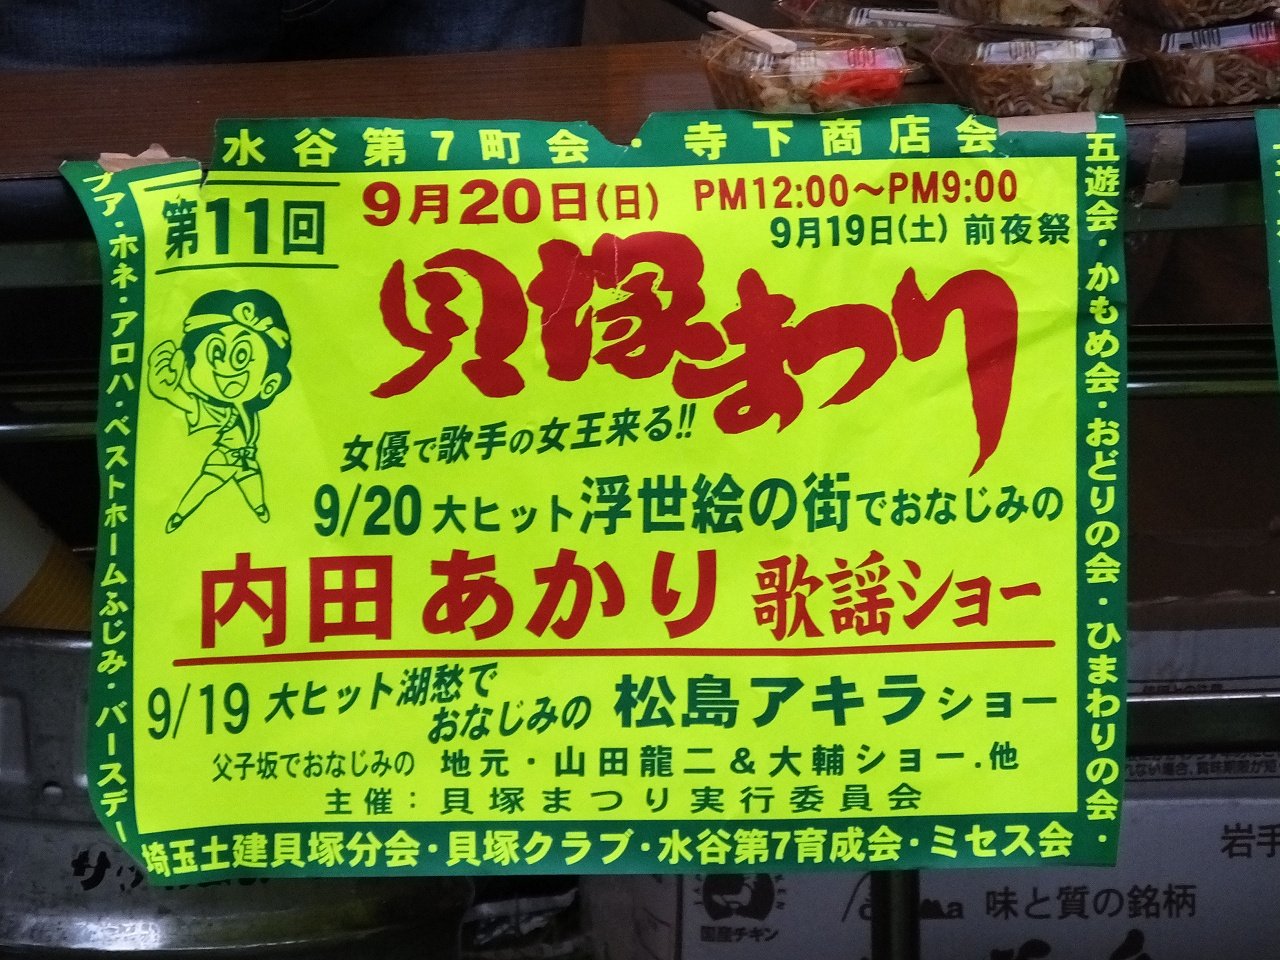 水谷第7町会・寺下商店会
第11回
9月20日(日) PM12:00～PM9:00
9月19日(土) 前夜祭
貝塚まつり
女優で歌手の女王来る!!
9/20 大ヒット浮世絵の街でおなじみの
内田あかり 歌謡ショー
9/19 大ヒット湖愁で
おなじみの 松島アキラショー
父子坂でおなじみの 地元・山田龍二&大輔ショー.他
主催：貝塚まつり実行委員会
五遊会・かもめ会・おどりの会・ひまわりの会・
埼玉土建貝塚分会・貝塚クラブ・水谷第7育成会・ミセス会
ファ・ホネ・アロハ・ベストホームふじみ・バースデー
国産チキン
味と質の銘柄
岩手